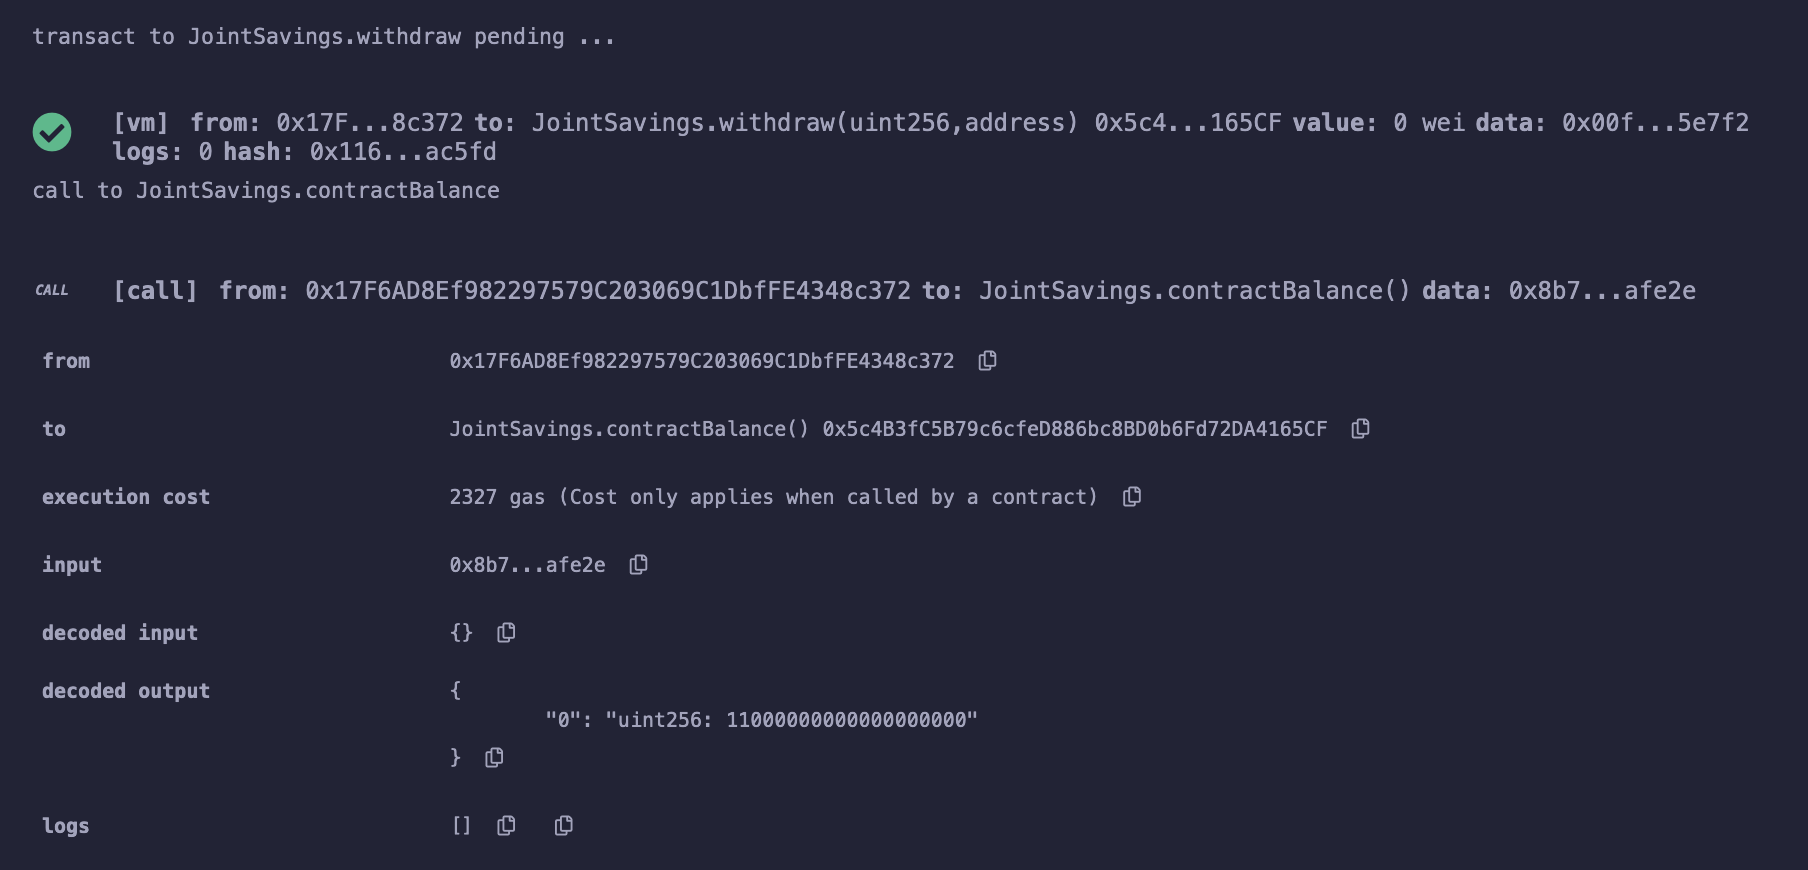 transact to JointSavings.withdraw pending ...
[vm] from: 0x17F...8c372 to: JointSavings.withdraw(uint256,address) 0x5c4...165CF value: 0 wei data: 0x00f...5e7f2
logs: 0 hash: 0x116...ac5fd
call to JointSavings.contractBalance
CALL [call] from: 0x17F6AD8Ef982297579C203069C1DbfFE4348c372 to: JointSavings.contractBalance() data: 0x8b7...afe2e
from 0x17F6AD8Ef982297579C203069C1DbfFE4348c372
to JointSavings.contractBalance() 0x5c4B3fC5B79c6cfeD886bc8BD0b6Fd72DA4165CF
execution cost 2327 gas (Cost only applies when called by a contract)
input 0x8b7...afe2e
decoded input {}
decoded output {
"0": "uint256: 11000000000000000000"
}
logs []